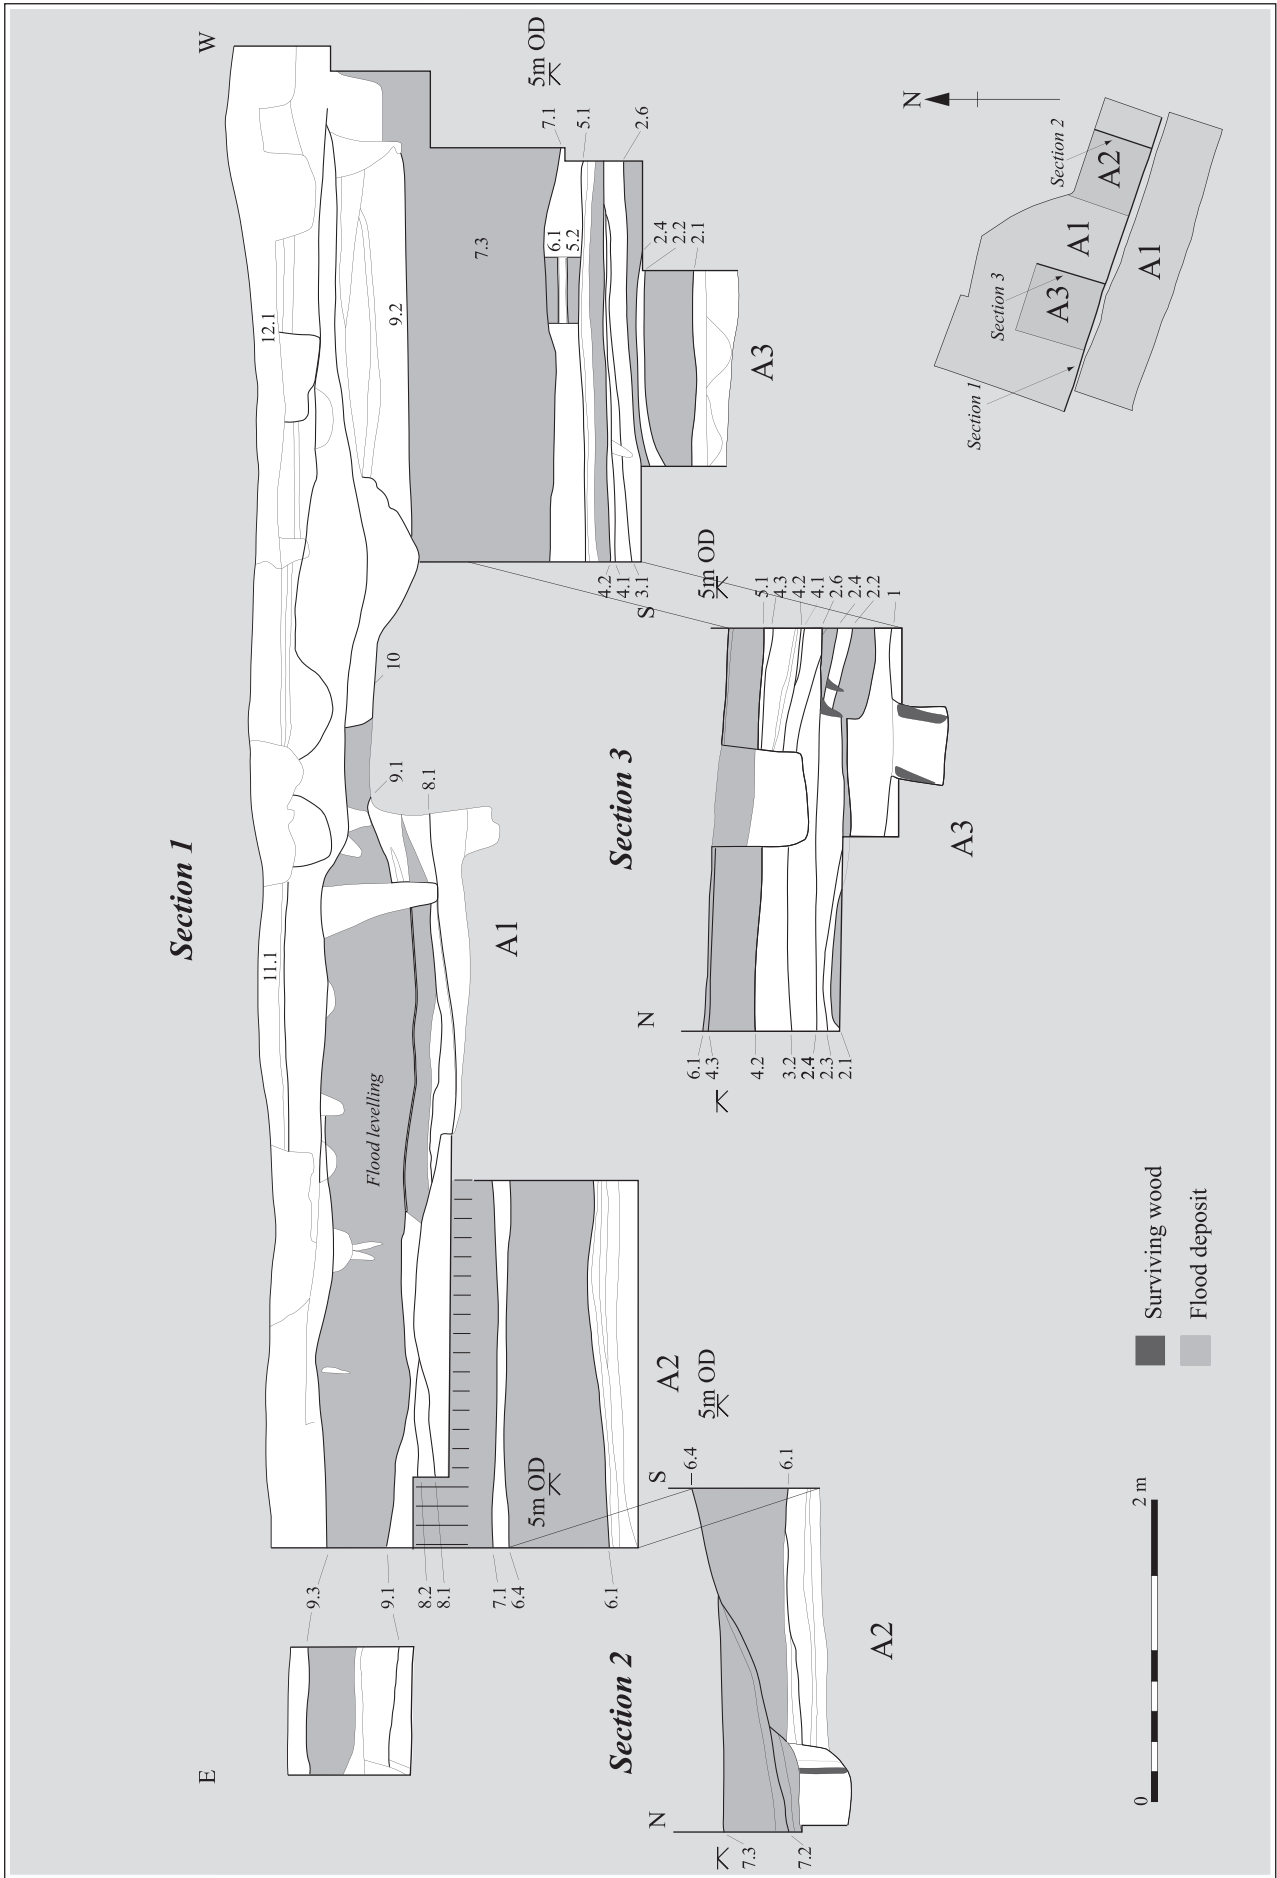 Section 1
E
W
12.1
11.1
Flood levelling
9.3
9.1
8.2
8.1
7.1
6.4
6.1
5m OD
A2
A1
8.1
9.1
10
9.2
7.3
6.1
5.2
5m OD
7.1
5.1
2.6
2.4
2.2
2.1
A3
4.2
4.1
3.1
Section 2
N
S
7.3
7.2
6.4
6.1
5m OD
A2
Section 3
N
S
6.1
4.3
4.2
3.2
2.4
2.3
2.1
5m OD
5.1
4.3
4.2
4.1
2.6
2.4
2.2
1
A3
N
Section 1
Section 3
Section 2
A3
A1
A2
A1
Surviving wood
Flood deposit
0
2 m